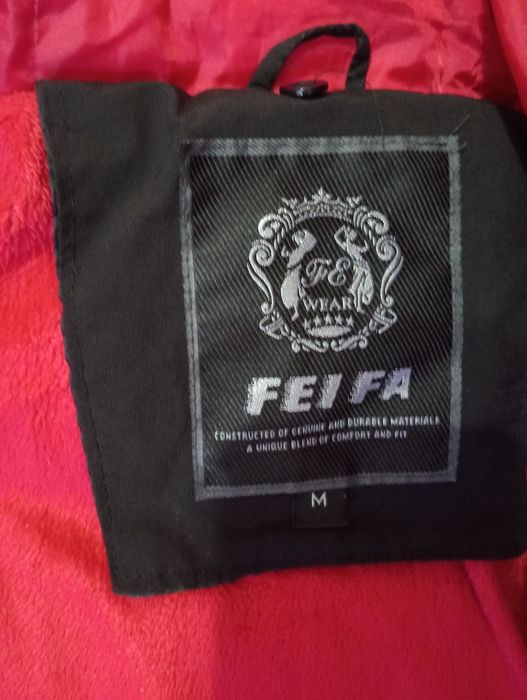 FE
WEAR
FEI FA
CONSTRUCTED OF GENUINE AND DURABLE MATERIALS
A UNIQUE BLEND OF COMFORT AND FIT
M